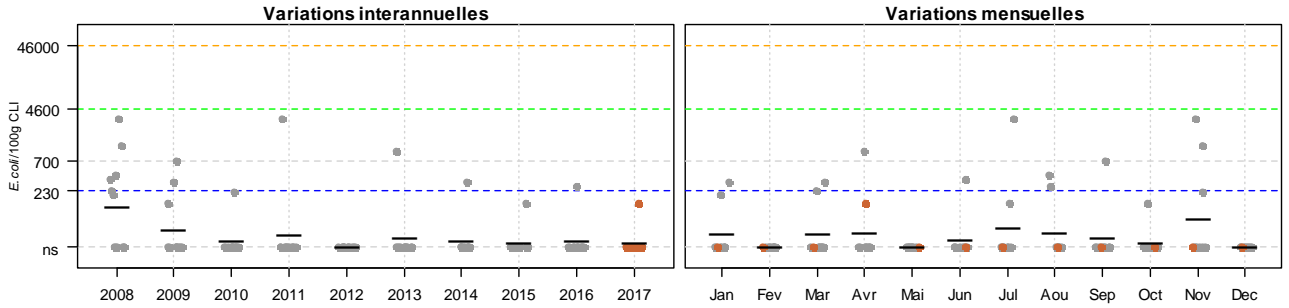 Variations interannuelles
Variations mensuelles
E.coli/100g CLI
46000
4600
700
230
ns
2008 2009 2010 2011 2012 2013 2014 2015 2016 2017
Jan Fev Mar Avr Mai Jun Jul Aou Sep Oct Nov Dec